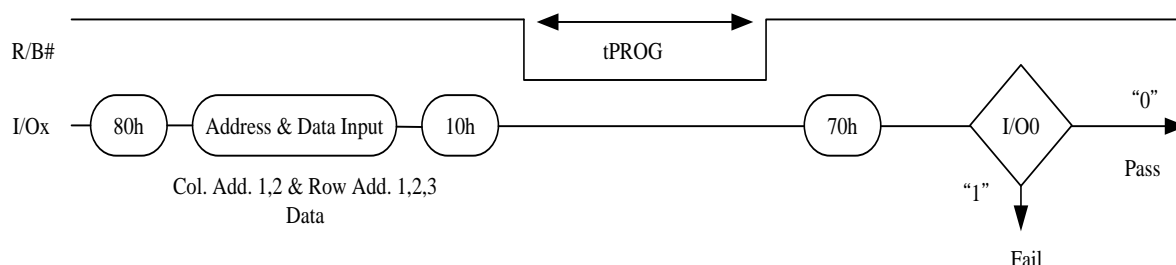 tPROG
R/B#
I/Ox
80h
Address & Data Input
10h
70h
I/O0
“0”
Pass
Col. Add. 1,2 & Row Add. 1,2,3
Data
“1”
Fail